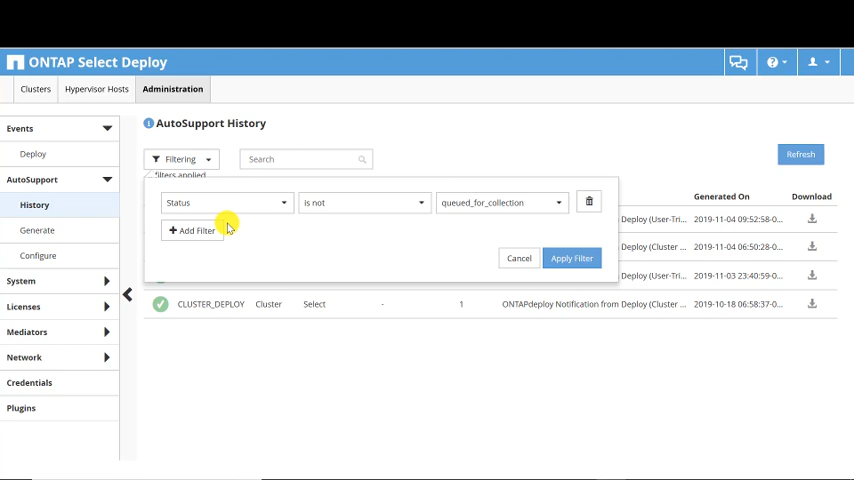 ONTAP Select Deploy
Clusters Hypervisor Hosts Administration
Events
Deploy
AutoSupport
History
Generate
Configure
System
Licenses
Mediators
Network
Credentials
Plugins
AutoSupport History
Filtering Search Refresh
filters applied
Status is not queued_for_collection
Add Filter
Cancel Apply Filter
Generated On Download
Deploy (User-Tri... 2019-11-04 09:52:58-0...
Deploy (Cluster ... 2019-11-04 06:50:28-0...
Deploy (User-Tri... 2019-11-03 23:40:59-0...
CLUSTER_DEPLOY Cluster Select - 1 ONTAPdeploy Notification from Deploy (Cluster ... 2019-10-18 06:58:37-0...